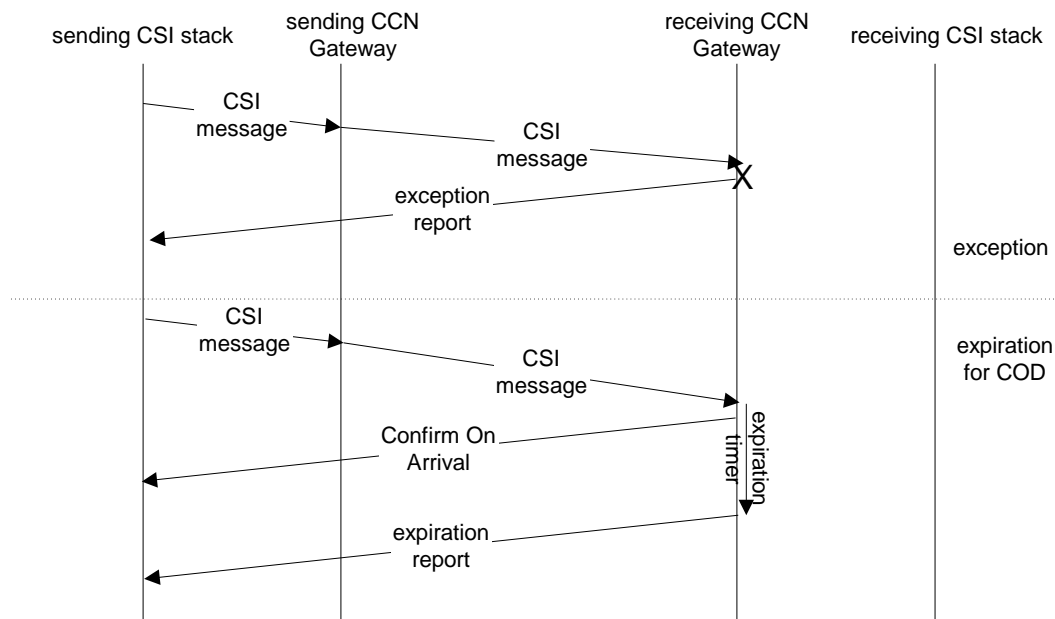 sending CSI stack
sending CCN
Gateway
receiving CCN
Gateway
receiving CSI stack
CSI
message
CSI
message
X
exception
report
exception
CSI
message
CSI
message
expiration
for COD
Confirm On
Arrival
expiration
timer
expiration
report